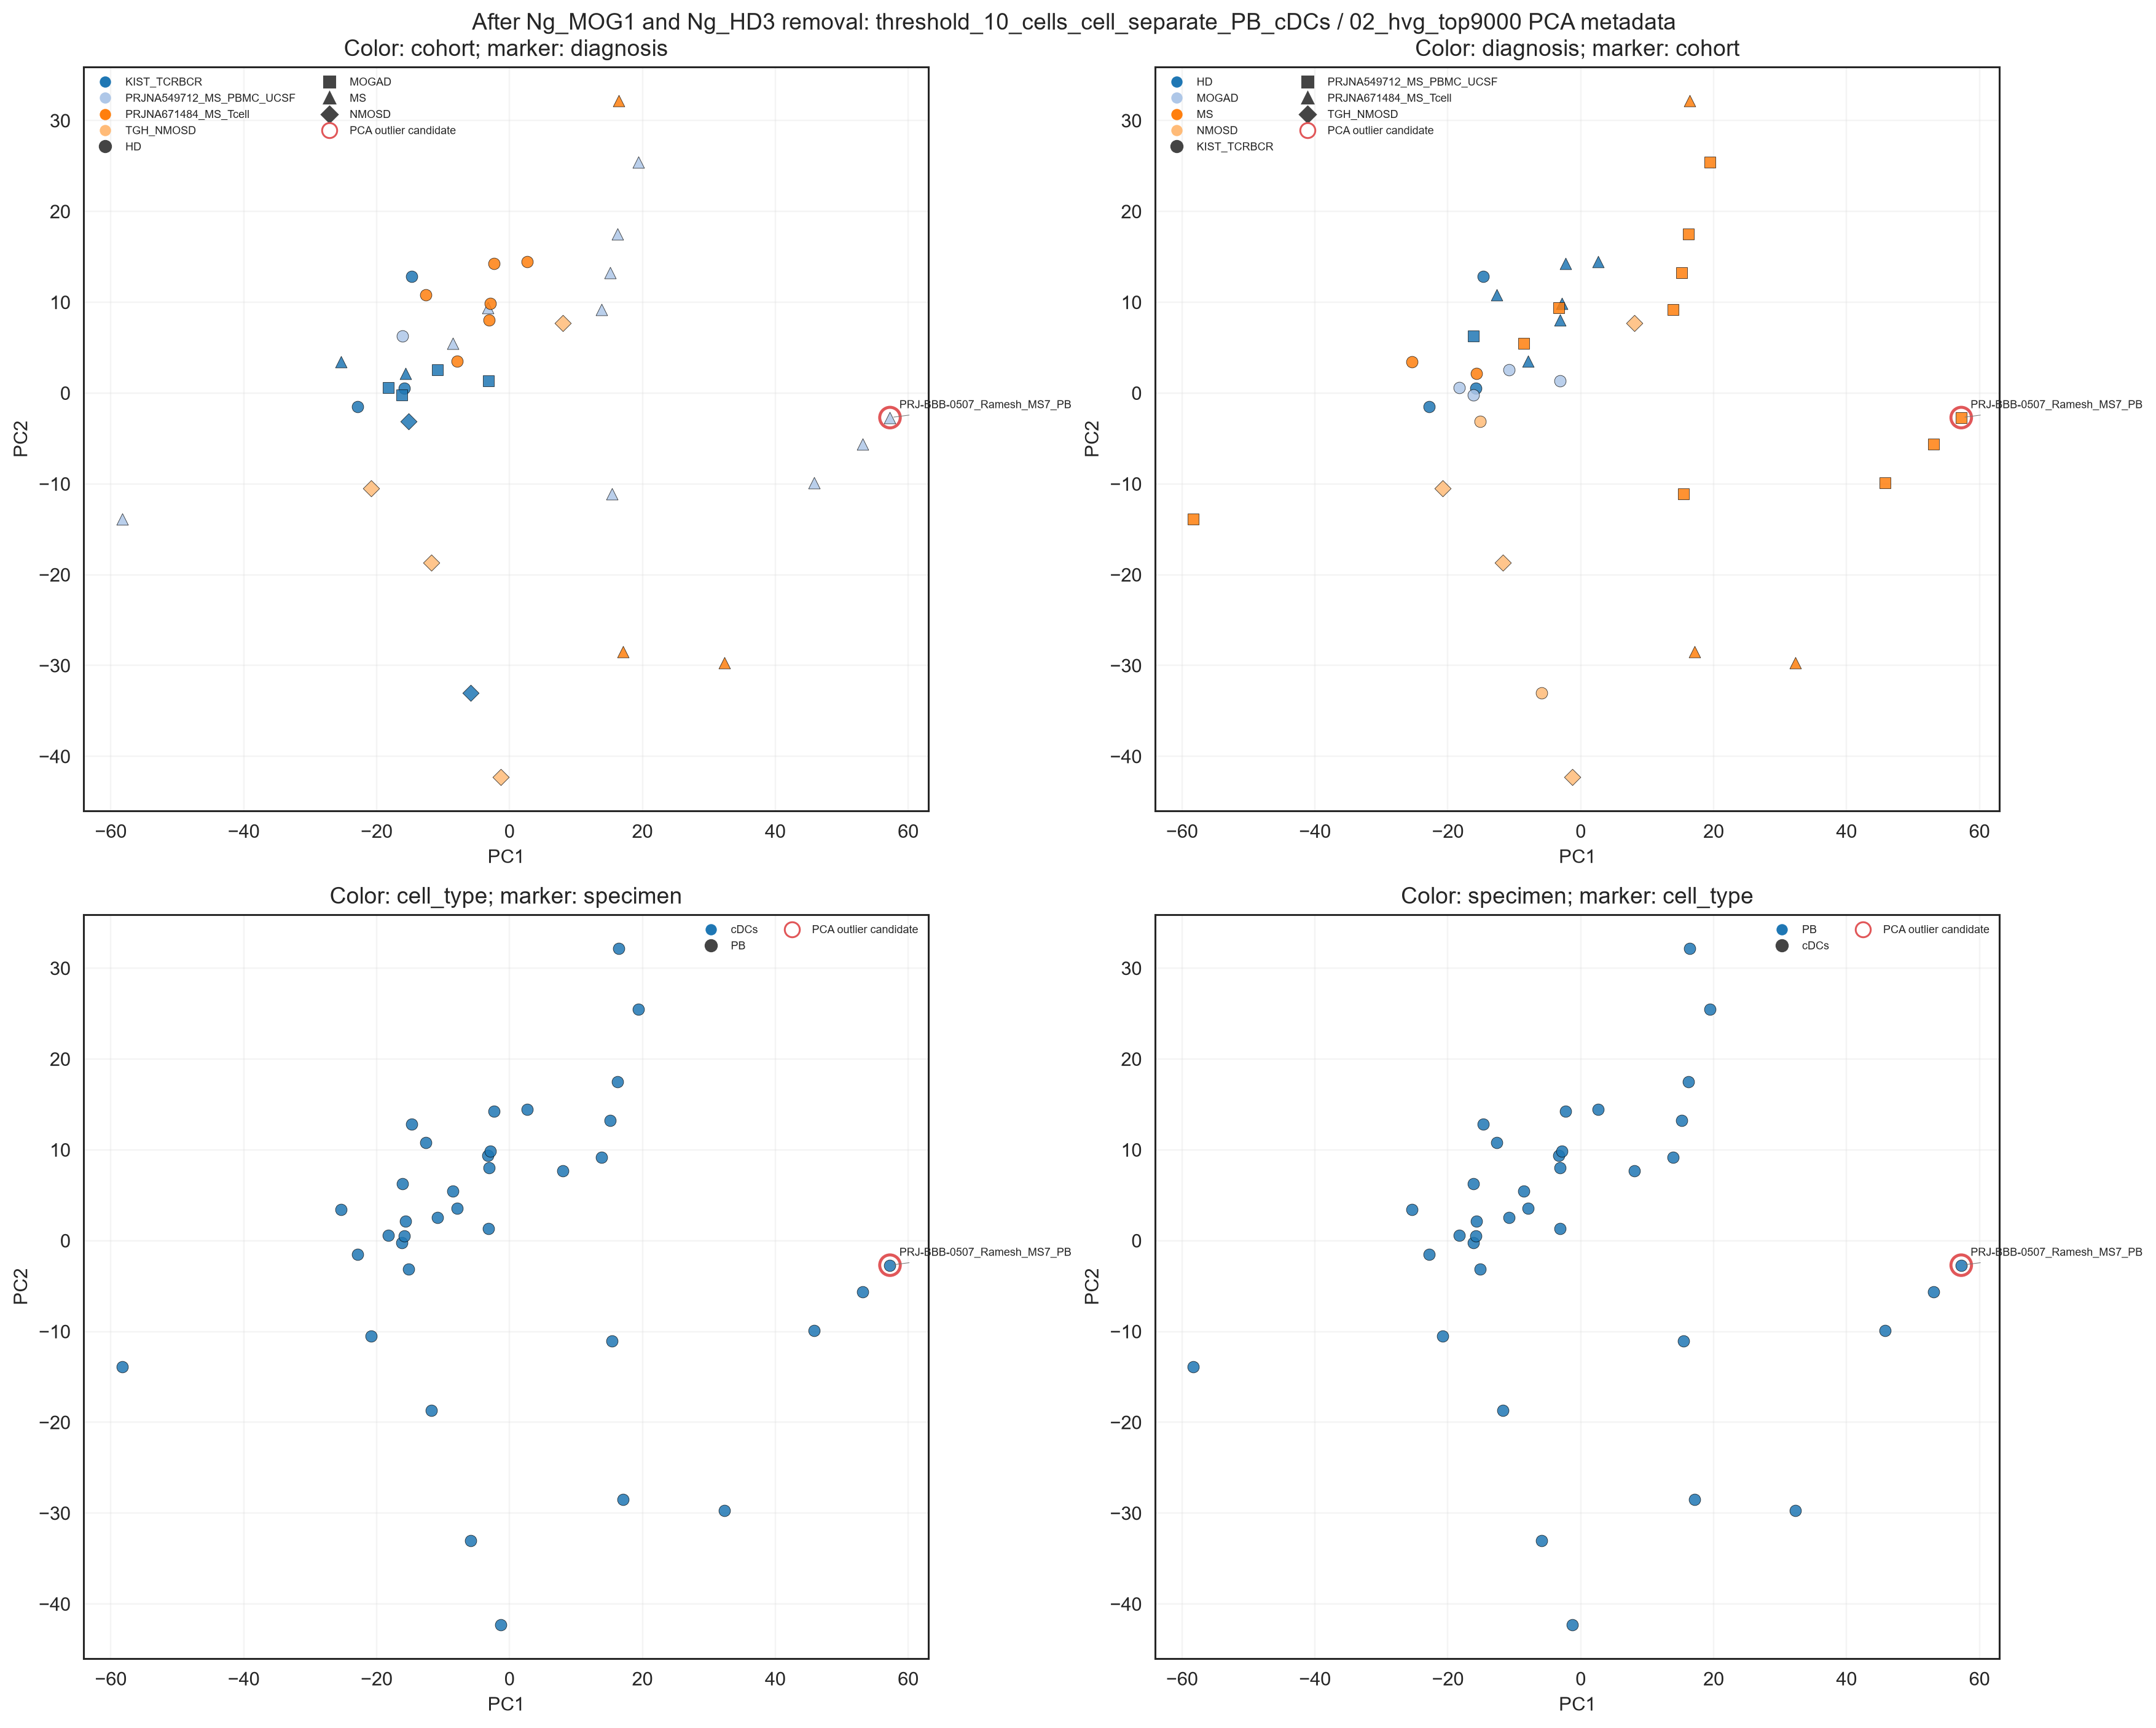 After Ng_MOG1 and Ng_HD3 removal: threshold_10_cells_cell_separate_PB_cDCs / 02_hvg_top9000 PCA metadata
Color: cohort; marker: diagnosis
KIST_TCRBCR
PRJNA549712_MS_PBMC_UCSF
PRJNA671484_MS_Tcell
TGH_NMOSD
HD
MOGAD
MS
NMOSD
PCA outlier candidate
PRJ-BBB-0507_Ramesh_MS7_PB
30
20
10
0
−10
−20
−30
−40
PC2
−60 −40 −20 0 20 40 60
PC1
Color: diagnosis; marker: cohort
HD
MOGAD
MS
NMOSD
KIST_TCRBCR
PRJNA549712_MS_PBMC_UCSF
PRJNA671484_MS_Tcell
TGH_NMOSD
PCA outlier candidate
PRJ-BBB-0507_Ramesh_MS7_PB
30
20
10
0
−10
−20
−30
−40
PC2
−60 −40 −20 0 20 40 60
PC1
Color: cell_type; marker: specimen
cDCs
PB
PCA outlier candidate
PRJ-BBB-0507_Ramesh_MS7_PB
30
20
10
0
−10
−20
−30
−40
PC2
−60 −40 −20 0 20 40 60
PC1
Color: specimen; marker: cell_type
PB
cDCs
PCA outlier candidate
PRJ-BBB-0507_Ramesh_MS7_PB
30
20
10
0
−10
−20
−30
−40
PC2
−60 −40 −20 0 20 40 60
PC1